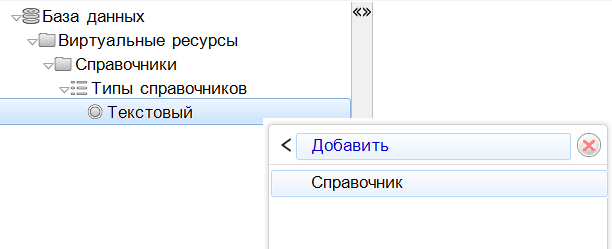 База данных
Виртуальные ресурсы
Справочники
Типы справочников
Текстовый
Добавить
Справочник